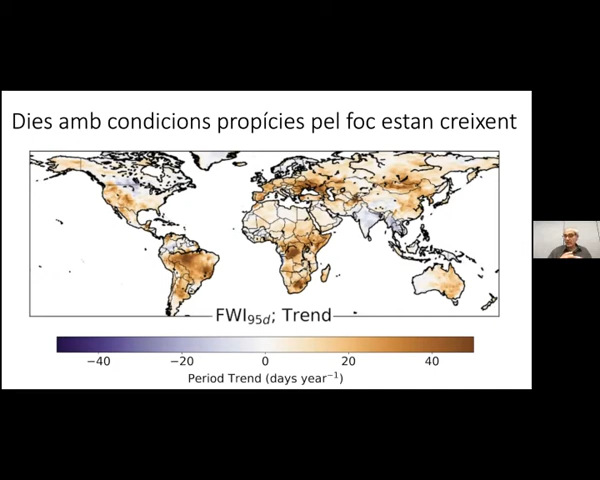 Dies amb condicions propícies pel foc estan creixent
FWI95d; Trend
−40 −20 0 20 40
Period Trend (days year⁻¹)